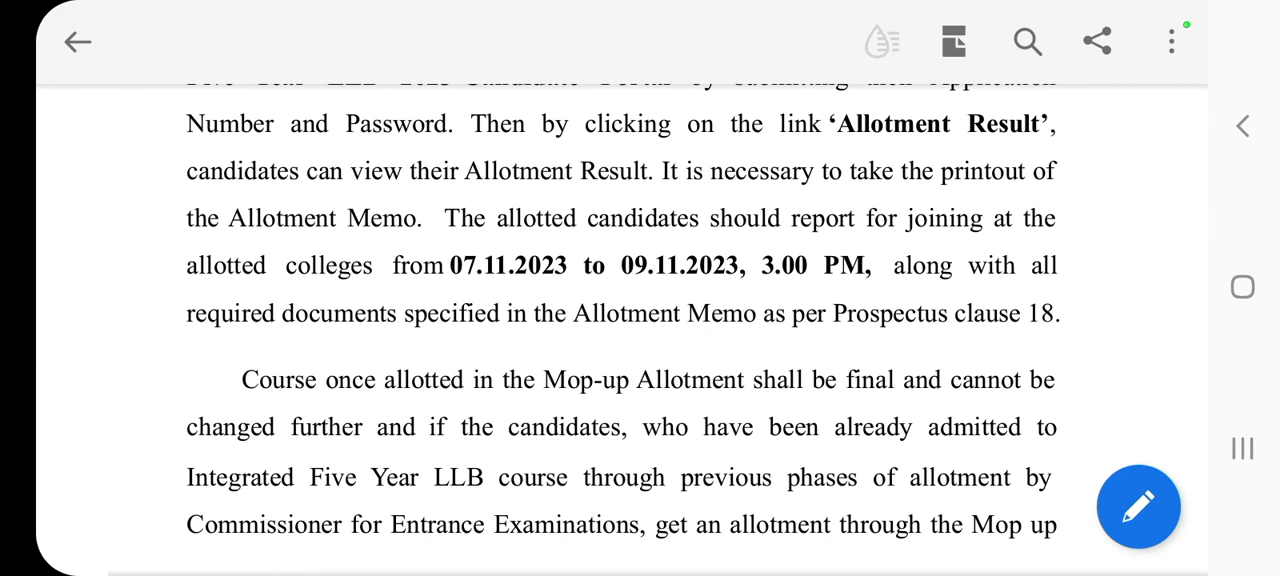 Number and Password. Then by clicking on the link ‘Allotment Result’,
candidates can view their Allotment Result. It is necessary to take the printout of
the Allotment Memo. The allotted candidates should report for joining at the
allotted colleges from 07.11.2023 to 09.11.2023, 3.00 PM, along with all
required documents specified in the Allotment Memo as per Prospectus clause 18.
Course once allotted in the Mop-up Allotment shall be final and cannot be
changed further and if the candidates, who have been already admitted to
Integrated Five Year LLB course through previous phases of allotment by
Commissioner for Entrance Examinations, get an allotment through the Mop up